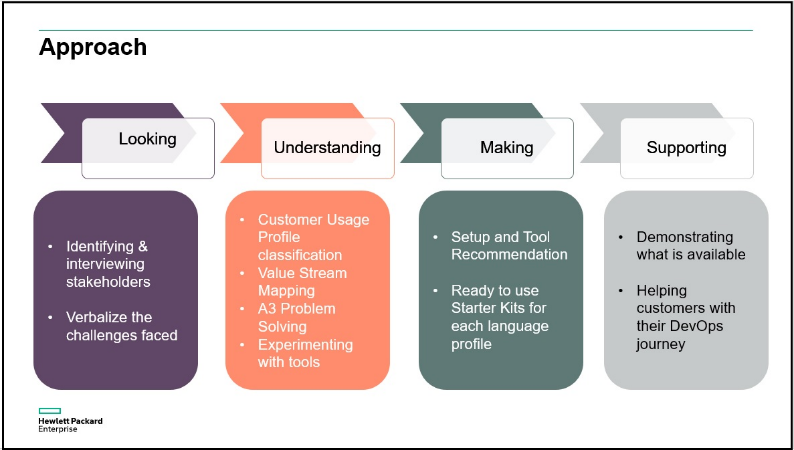 Approach
Looking
Understanding
Making
Supporting
• Identifying &
interviewing
stakeholders
• Verbalize the
challenges faced
• Customer Usage
Profile
classification
• Value Stream
Mapping
• A3 Problem
Solving
• Experimenting
with tools
• Setup and Tool
Recommendation
• Ready to use
Starter Kits for
each language
profile
• Demonstrating
what is available
• Helping
customers with
their DevOps
journey
Hewlett Packard
Enterprise